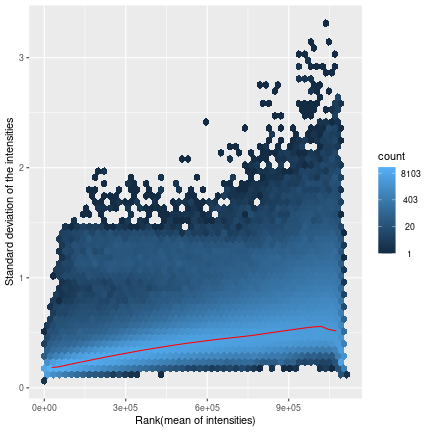 3
2
1
0
Standard deviation of the intensities
0e+00
3e+05
6e+05
9e+05
Rank(mean of intensities)
count
8103
403
20
1